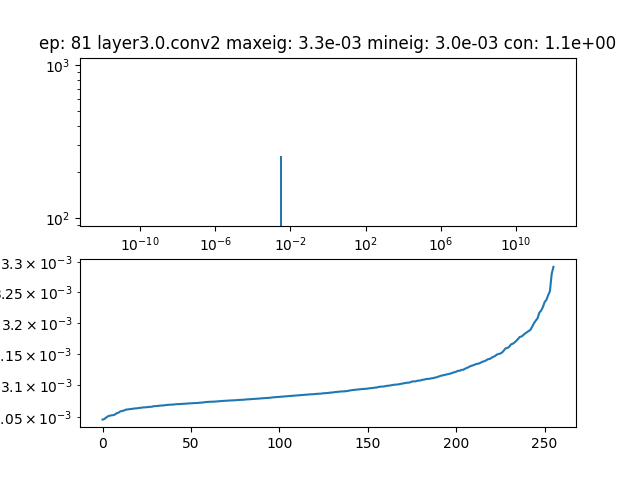 ep: 81 layer3.0.conv2 maxeig: 3.3e-03 mineig: 3.0e-03 con: 1.1e+00
10³
10²
10⁻¹⁰ 10⁻⁶ 10⁻² 10² 10⁶ 10¹⁰
3.3 × 10⁻³
.25 × 10⁻³
3.2 × 10⁻³
.15 × 10⁻³
3.1 × 10⁻³
.05 × 10⁻³
0 50 100 150 200 250